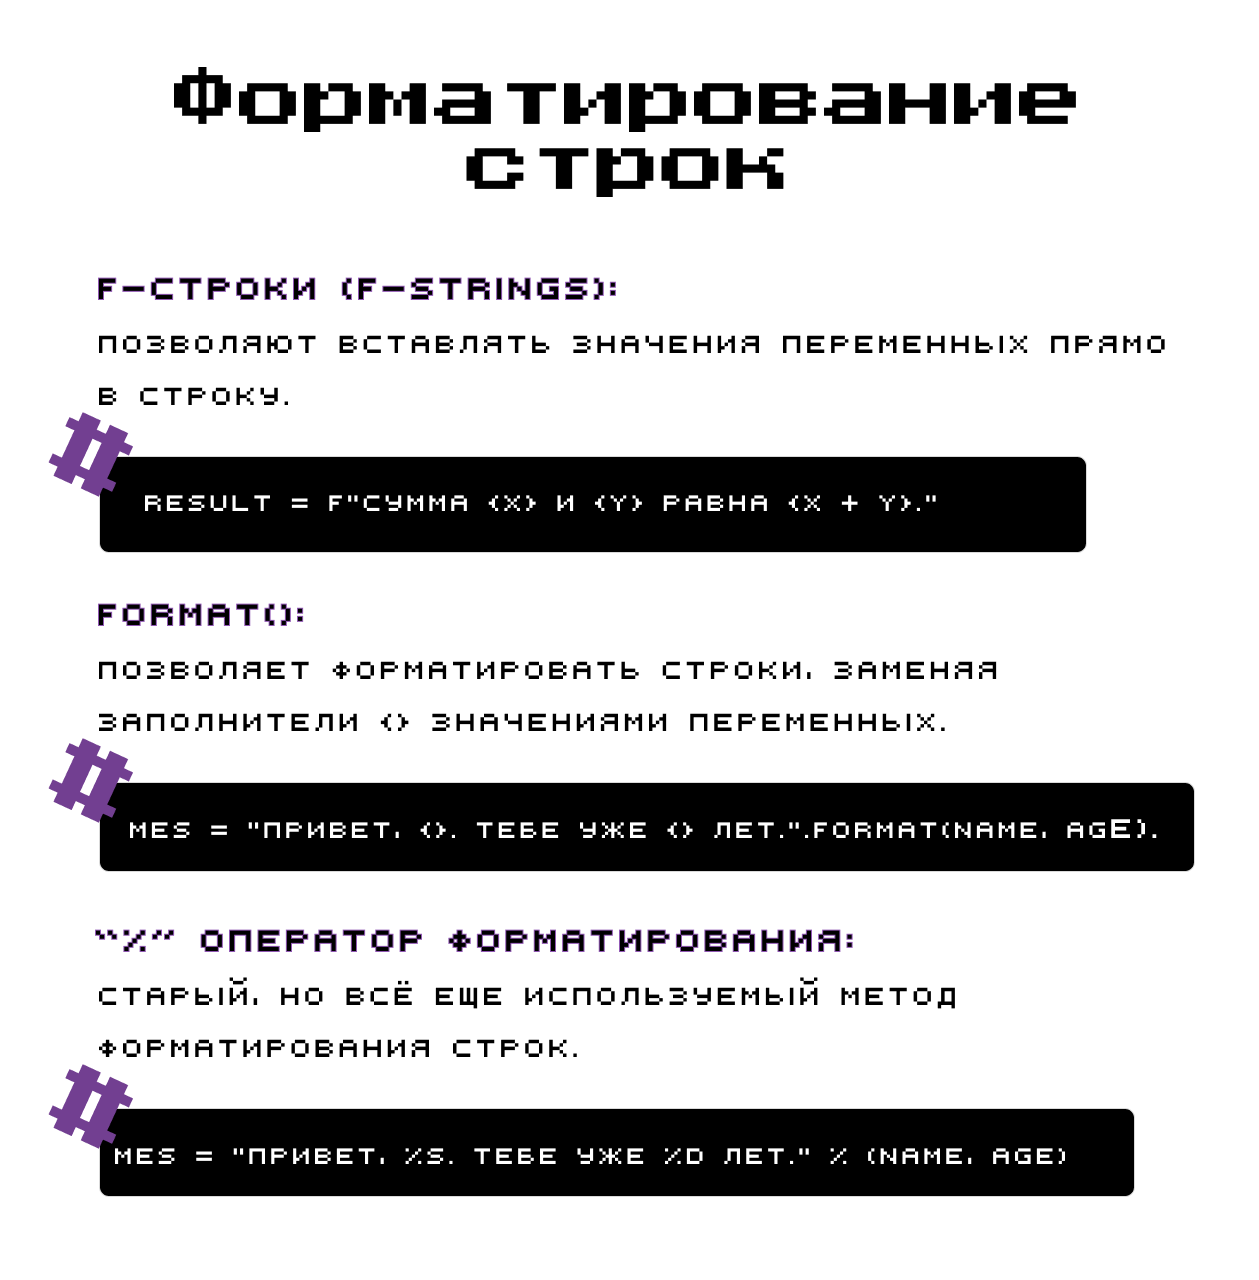 Форматирование
строк
F-СТРОКИ (F-STRINGS):
ПОЗВОЛЯЮТ ВСТАВЛЯТЬ ЗНАЧЕНИЯ ПЕРЕМЕННЫХ ПРЯМО
В СТРОКУ.
#
RESULT = F"СУММА {X} И {Y} РАВНА {X + Y}."
FORMAT():
ПОЗВОЛЯЕТ ФОРМАТИРОВАТЬ СТРОКИ, ЗАМЕНЯЯ
ЗАПОЛНИТЕЛИ {} ЗНАЧЕНИЯМИ ПЕРЕМЕННЫХ.
#
MES = "ПРИВЕТ, {}. ТЕБЕ УЖЕ {} ЛЕТ.".FORMAT(NAME, AGE).
“%” ОПЕРАТОР ФОРМАТИРОВАНИЯ:
СТАРЫЙ, НО ВСЁ ЕЩЕ ИСПОЛЬЗУЕМЫЙ МЕТОД
ФОРМАТИРОВАНИЯ СТРОК.
#
MES = "ПРИВЕТ, %S. ТЕБЕ УЖЕ %D ЛЕТ." % (NAME, AGE)